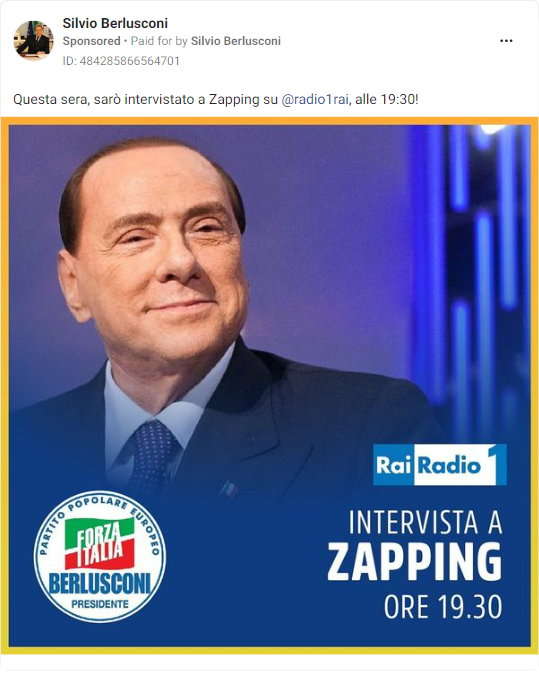 Silvio Berlusconi
Sponsored • Paid for by Silvio Berlusconi
ID: 484285866564701
Questa sera, sarò intervistato a Zapping su @radio1rai, alle 19:30!
Rai Radio 1
INTERVISTA A
ZAPPING
ORE 19.30
PARTITO POPOLARE EUROPEO
FORZA
ITALIA
BERLUSCONI
PRESIDENTE